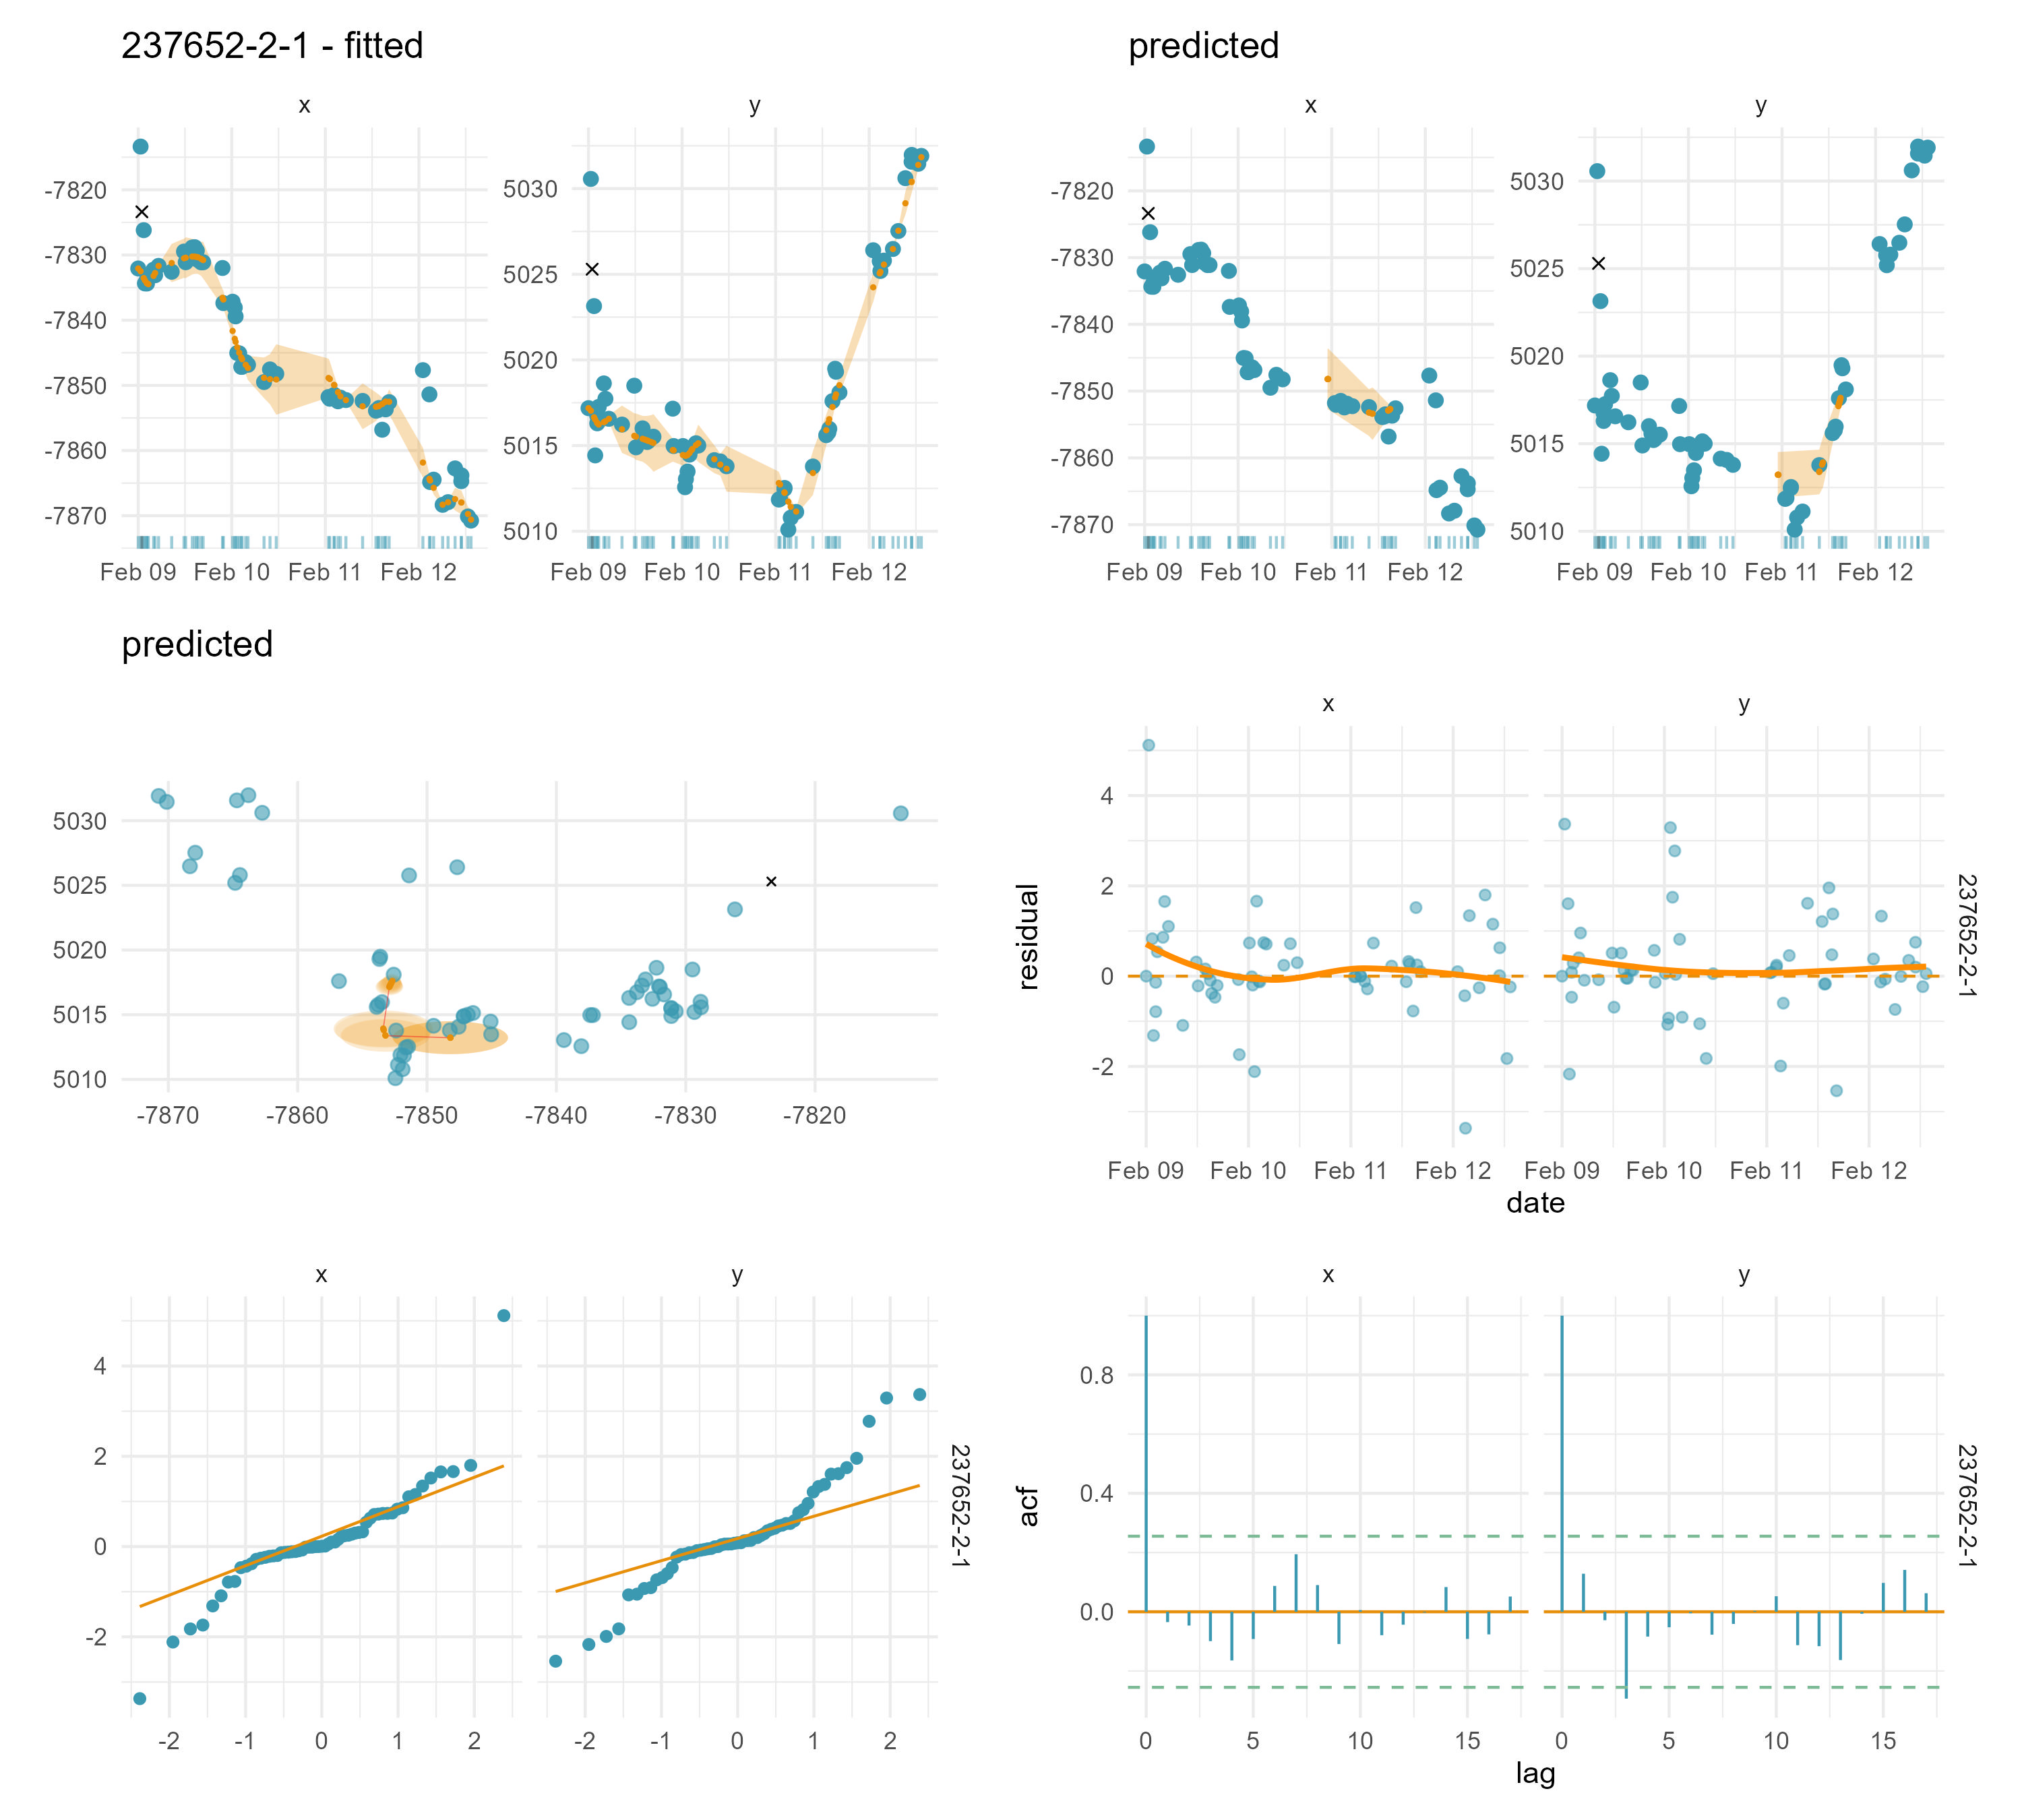 237652-2-1 - fitted
predicted
x
y
x
y
-7820
-7830
-7840
-7850
-7860
-7870
5030
5025
5020
5015
5010
-7820
-7830
-7840
-7850
-7860
-7870
5030
5025
5020
5015
5010
Feb 09 Feb 10 Feb 11 Feb 12
Feb 09 Feb 10 Feb 11 Feb 12
Feb 09 Feb 10 Feb 11 Feb 12
Feb 09 Feb 10 Feb 11 Feb 12
predicted
5030
5025
5020
5015
5010
-7870 -7860 -7850 -7840 -7830 -7820
x
y
residual
4
2
0
-2
237652-2-1
Feb 09 Feb 10 Feb 11 Feb 12
Feb 09 Feb 10 Feb 11 Feb 12
date
x
y
4
2
0
-2
237652-2-1
-2 -1 0 1 2
-2 -1 0 1 2
x
y
acf
0.8
0.4
0.0
237652-2-1
0 5 10 15
0 5 10 15
lag